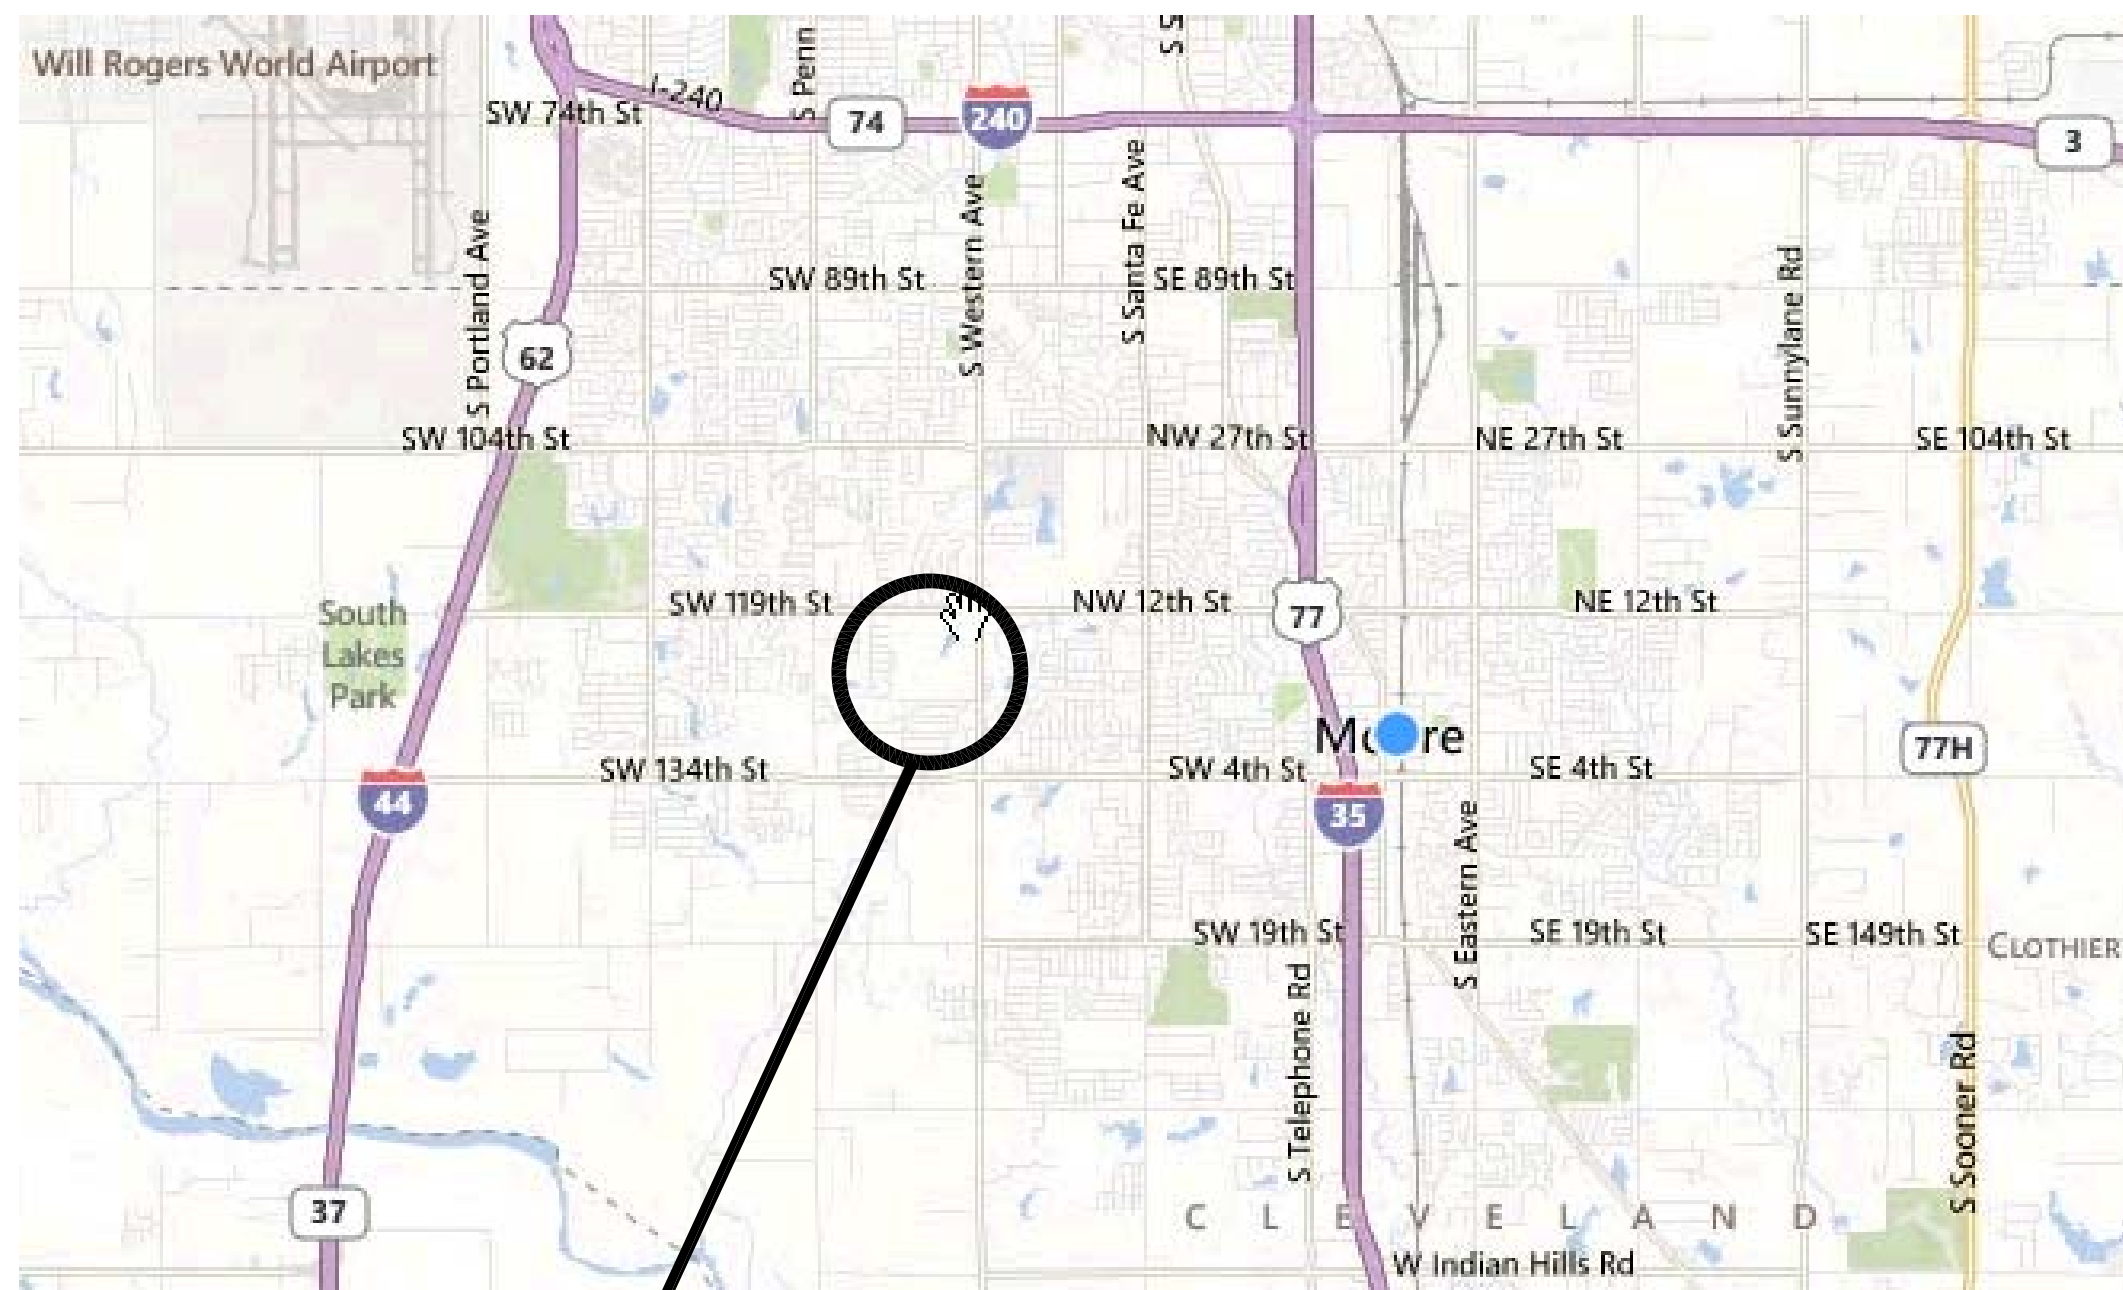 Will Rogers World Airport
S Penn
I-240
SW 74th St
74
240
3
S Portland Ave
S Western Ave
S Santa Fe Ave
SW 89th St
SE 89th St
S Sunnylane Rd
62
SW 104th St
NW 27th St
NE 27th St
SE 104th St
South
Lakes
Park
SW 119th St
NW 12th St
77
NE 12th St
77H
SW 134th St
SW 4th St
SE 4th St
44
35
S Eastern Ave
SW 19th St
SE 19th St
SE 149th St
CLOTHIER
S Telephone Rd
S Sooner Rd
37
CLEVELAND
W Indian Hills Rd